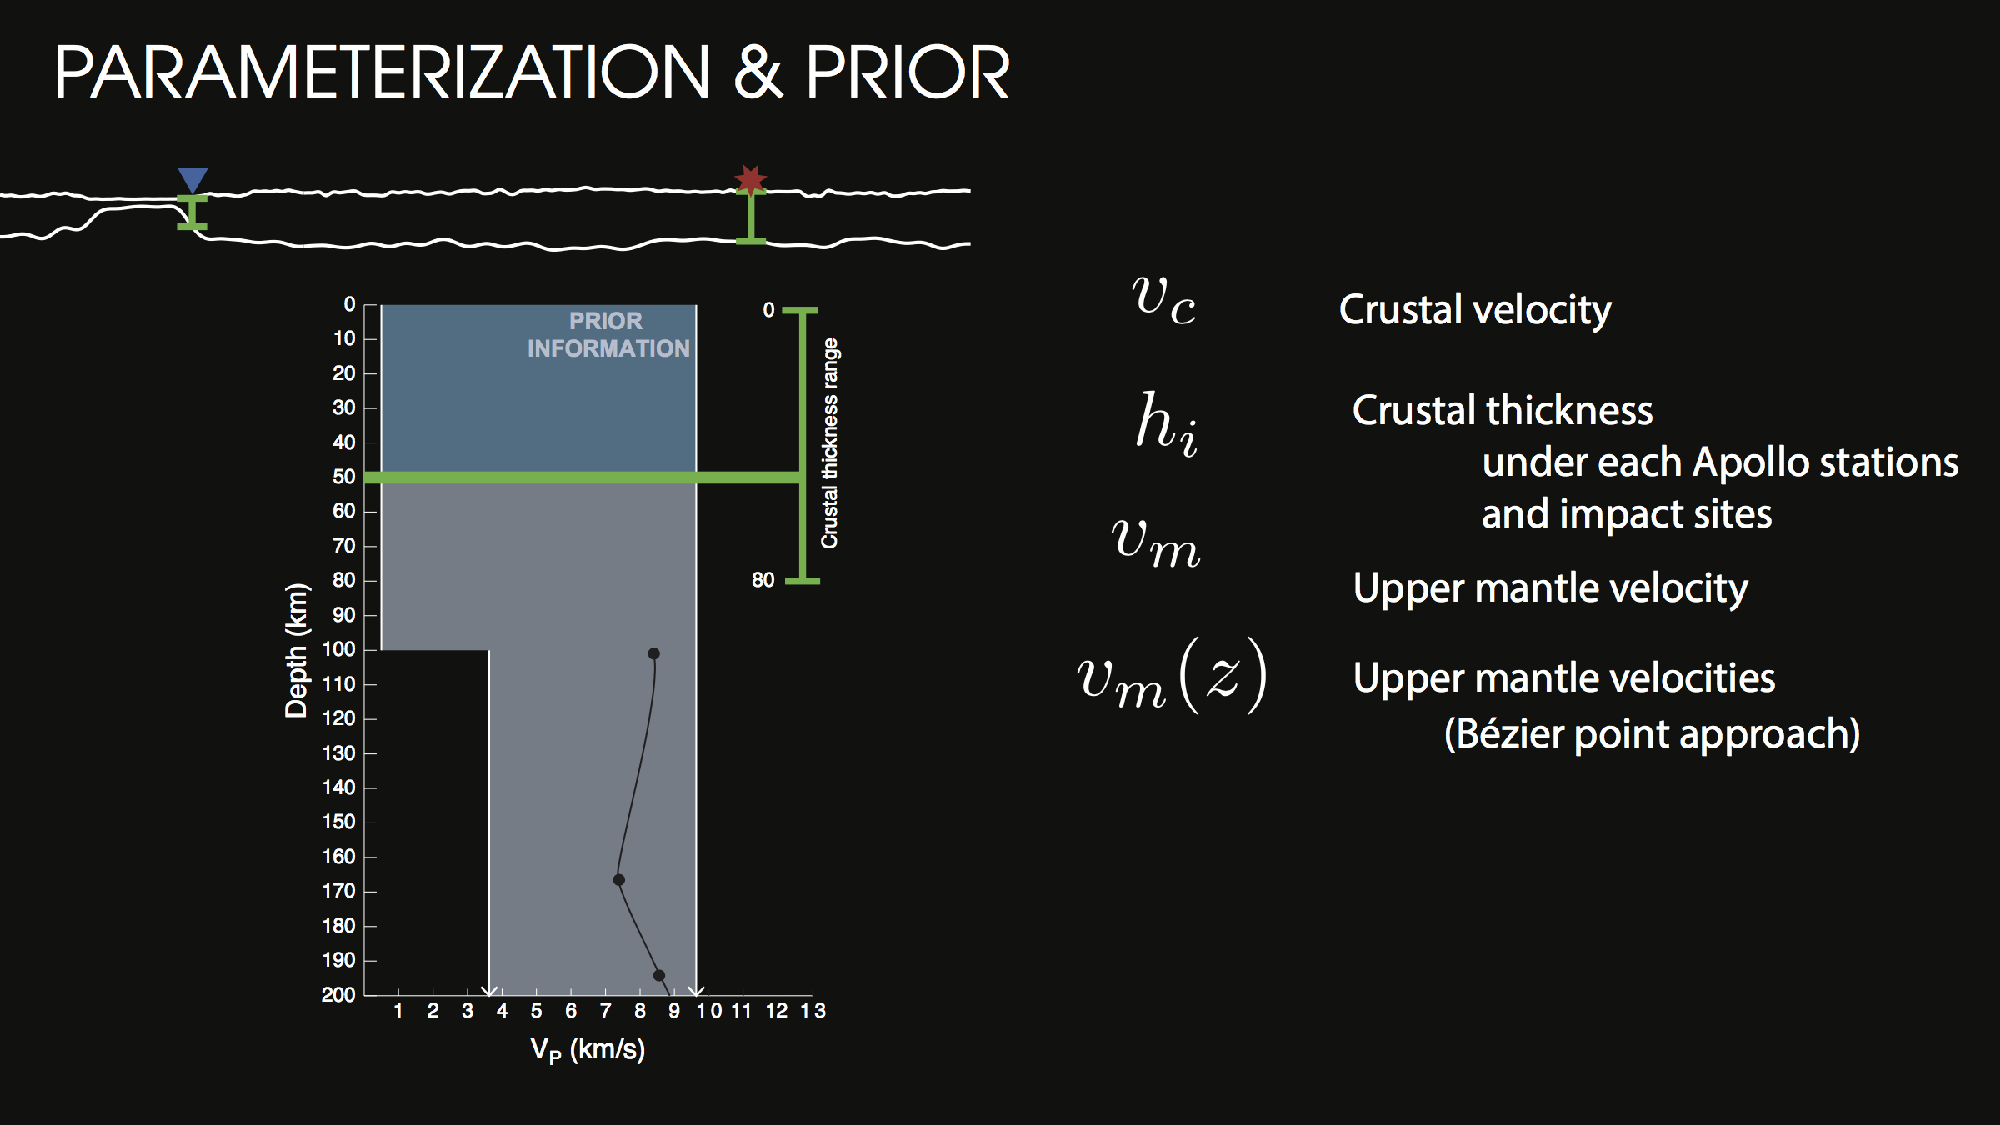 PARAMETERIZATION & PRIOR
PRIOR
INFORMATION
0
10
20
30
40
50
60
70
80
90
100
110
120
130
140
150
160
170
180
190
200
Depth (km)
1 2 3 4 5 6 7 8 9 10 11 12 13
V_P (km/s)
0
80
Crustal thickness range
v_c Crustal velocity
h_i Crustal thickness
under each Apollo stations
and impact sites
v_m Upper mantle velocity
v_m(z) Upper mantle velocities
(Bézier point approach)